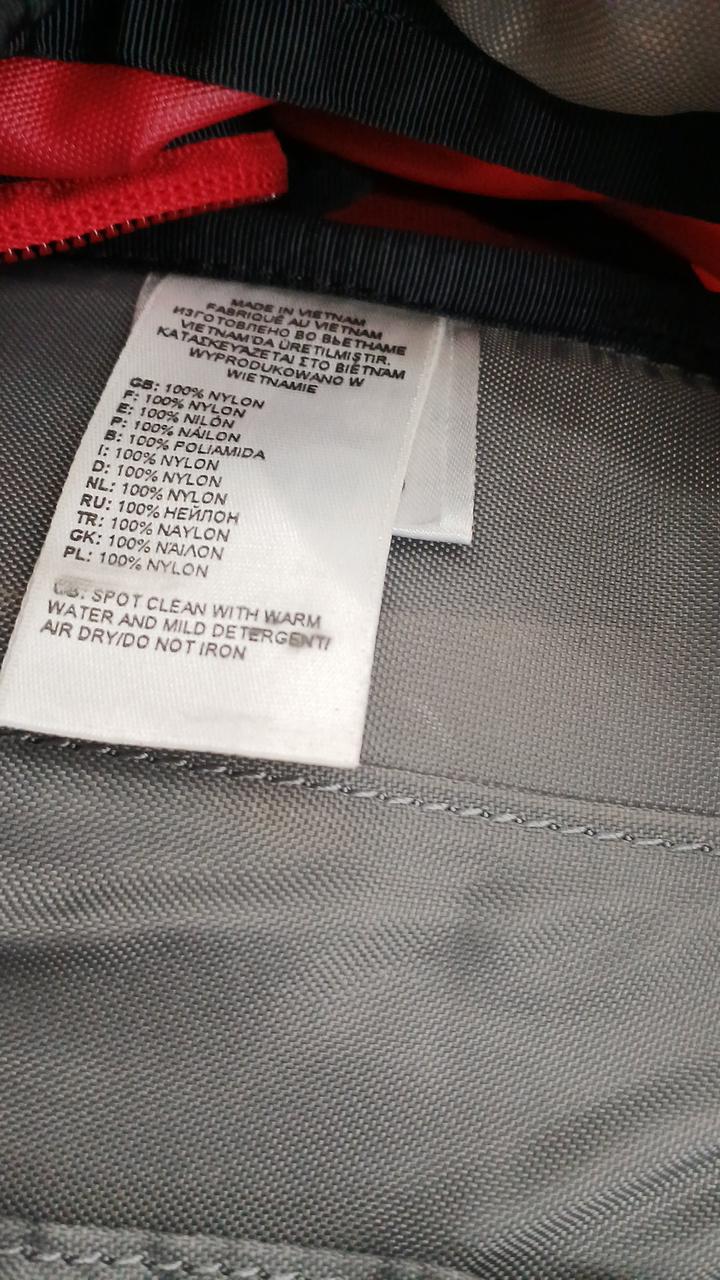 MADE IN VIETNAM
FABRIQUÉ AU VIETNAM
ИЗГОТОВЛЕНО ВО ВЬЕТНАМЕ
VIETNAM'DA ÜRETILMIŞTIR.
ΚΑΤΑΣΚΕΥΑΖΕΤΑΙ ΣΤΟ ΒΙΕΤΝΑΜ
WYPRODUKOWANO W
WIETNAMIE
GB: 100% NYLON
F: 100% NYLON
E: 100% NILÓN
P: 100% NÁILON
B: 100% POLIAMIDA
I: 100% NYLON
D: 100% NYLON
NL: 100% NYLON
RU: 100% НЕЙЛОН
TR: 100% NAYLON
GK: 100% ΝΆΙΛΟΝ
PL: 100% NYLON
GB: SPOT CLEAN WITH WARM
WATER AND MILD DETERGENT/
AIR DRY/DO NOT IRON